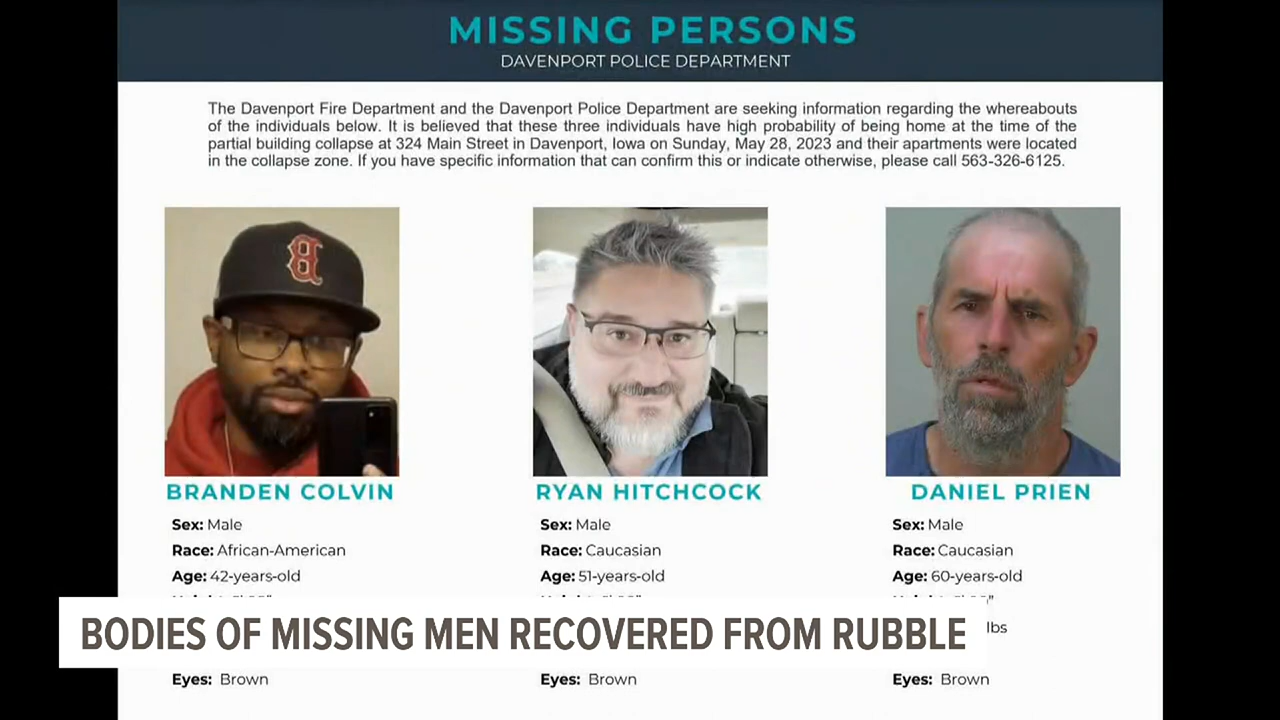 MISSING PERSONS
DAVENPORT POLICE DEPARTMENT
The Davenport Fire Department and the Davenport Police Department are seeking information regarding the whereabouts
of the individuals below. It is believed that these three individuals have high probability of being home at the time of the
partial building collapse at 324 Main Street in Davenport, Iowa on Sunday, May 28, 2023 and their apartments were located
in the collapse zone. If you have specific information that can confirm this or indicate otherwise, please call 563-326-6125.
B
BRANDEN COLVIN
RYAN HITCHCOCK
DANIEL PRIEN
Sex: Male
Race: African-American
Age: 42-years-old
Sex: Male
Race: Caucasian
Age: 51-years-old
Sex: Male
Race: Caucasian
Age: 60-years-old
lbs
BODIES OF MISSING MEN RECOVERED FROM RUBBLE
Eyes: Brown
Eyes: Brown
Eyes: Brown